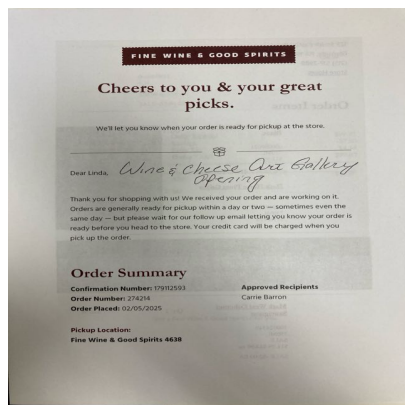 FINE WINE & GOOD SPIRITS
Cheers to you & your great
picks.
We'll let you know when your order is ready for pickup at the store.
Dear Linda, Wine & Cheese Art Gallery
Opening
Thank you for shopping with us! We received your order and are working on it.
Orders are generally ready for pickup within a day or two — sometimes even the
same day — but please wait for our follow up email letting you know your order is
ready before you head to the store. Your credit card will be charged when you
pick up the order.
Order Summary
Confirmation Number: 179112593
Order Number: 274214
Order Placed: 02/05/2025
Approved Recipients
Carrie Barron
Pickup Location:
Fine Wine & Good Spirits 4638